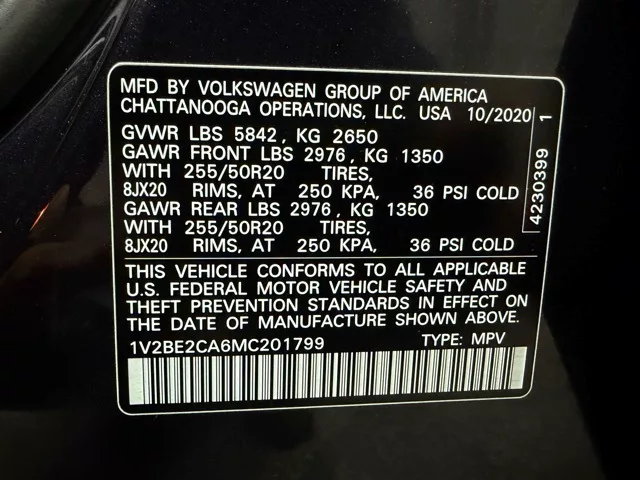 MFD BY VOLKSWAGEN GROUP OF AMERICA
CHATTANOOGA OPERATIONS, LLC. USA 10/2020
GVWR LBS 5842, KG 2650
GAWR FRONT LBS 2976, KG 1350
WITH 255/50R20 TIRES,
8JX20 RIMS, AT 250 KPA, 36 PSI COLD
GAWR REAR LBS 2976, KG 1350
WITH 255/50R20 TIRES,
8JX20 RIMS, AT 250 KPA, 36 PSI COLD
THIS VEHICLE CONFORMS TO ALL APPLICABLE
U.S. FEDERAL MOTOR VEHICLE SAFETY AND
THEFT PREVENTION STANDARDS IN EFFECT ON
THE DATE OF MANUFACTURE SHOWN ABOVE.
1V2BE2CA6MC201799 TYPE: MPV
4230399 1